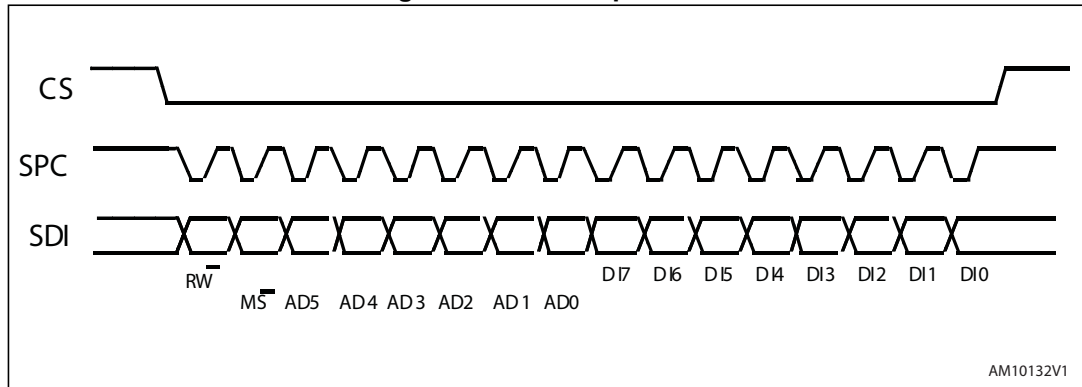 CS
SPC
SDI
RW
DI7 DI6 DI5 DI4 DI3 DI2 DI1 DI0
MS AD5 AD4 AD3 AD2 AD1 AD0
AM10132V1